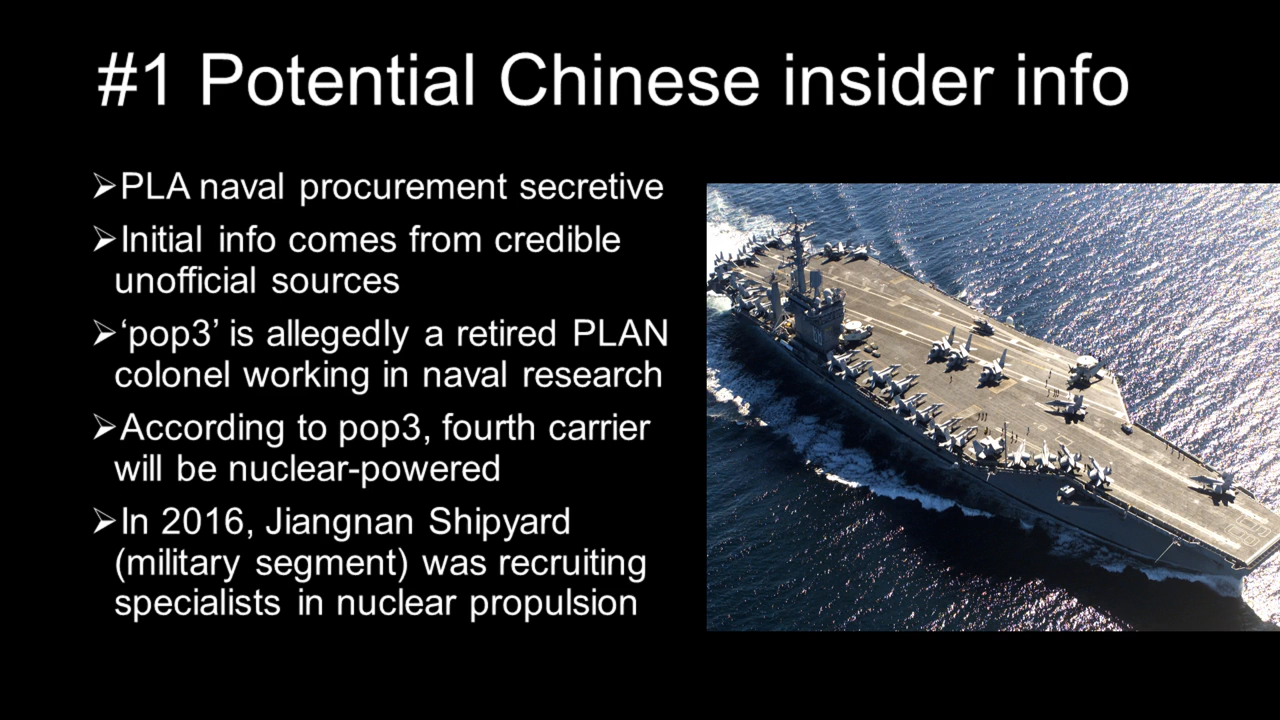 #1 Potential Chinese insider info
➢PLA naval procurement secretive
➢Initial info comes from credible
unofficial sources
➢‘pop3’ is allegedly a retired PLAN
colonel working in naval research
➢According to pop3, fourth carrier
will be nuclear-powered
➢In 2016, Jiangnan Shipyard
(military segment) was recruiting
specialists in nuclear propulsion